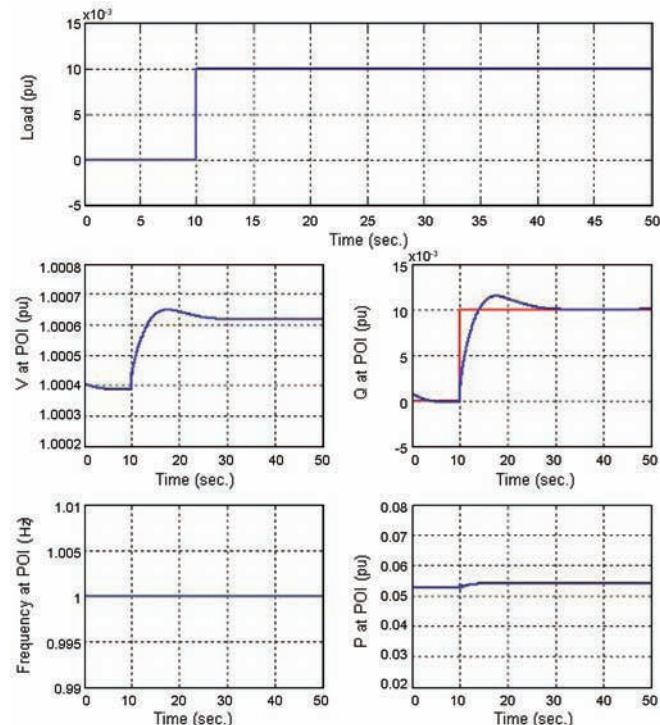 15 ×10⁻³
10
5
0
-5
Load (pu)
0 5 10 15 20 25 30 35 40 45 50
Time (sec.)
1.0008
1.0007
1.0006
1.0005
1.0004
1.0003
1.0002
V at POI (pu)
0 10 20 30 40 50
Time (sec.)
15 ×10⁻³
10
5
0
-5
Q at POI (pu)
0 10 20 30 40 50
Time (sec.)
1.01
1.005
1
0.995
0.99
Frequency at POI (Hz)
0 10 20 30 40 50
Time (sec.)
0.08
0.07
0.06
0.05
0.04
0.03
0.02
P at POI (pu)
0 10 20 30 40 50
Time (sec.)